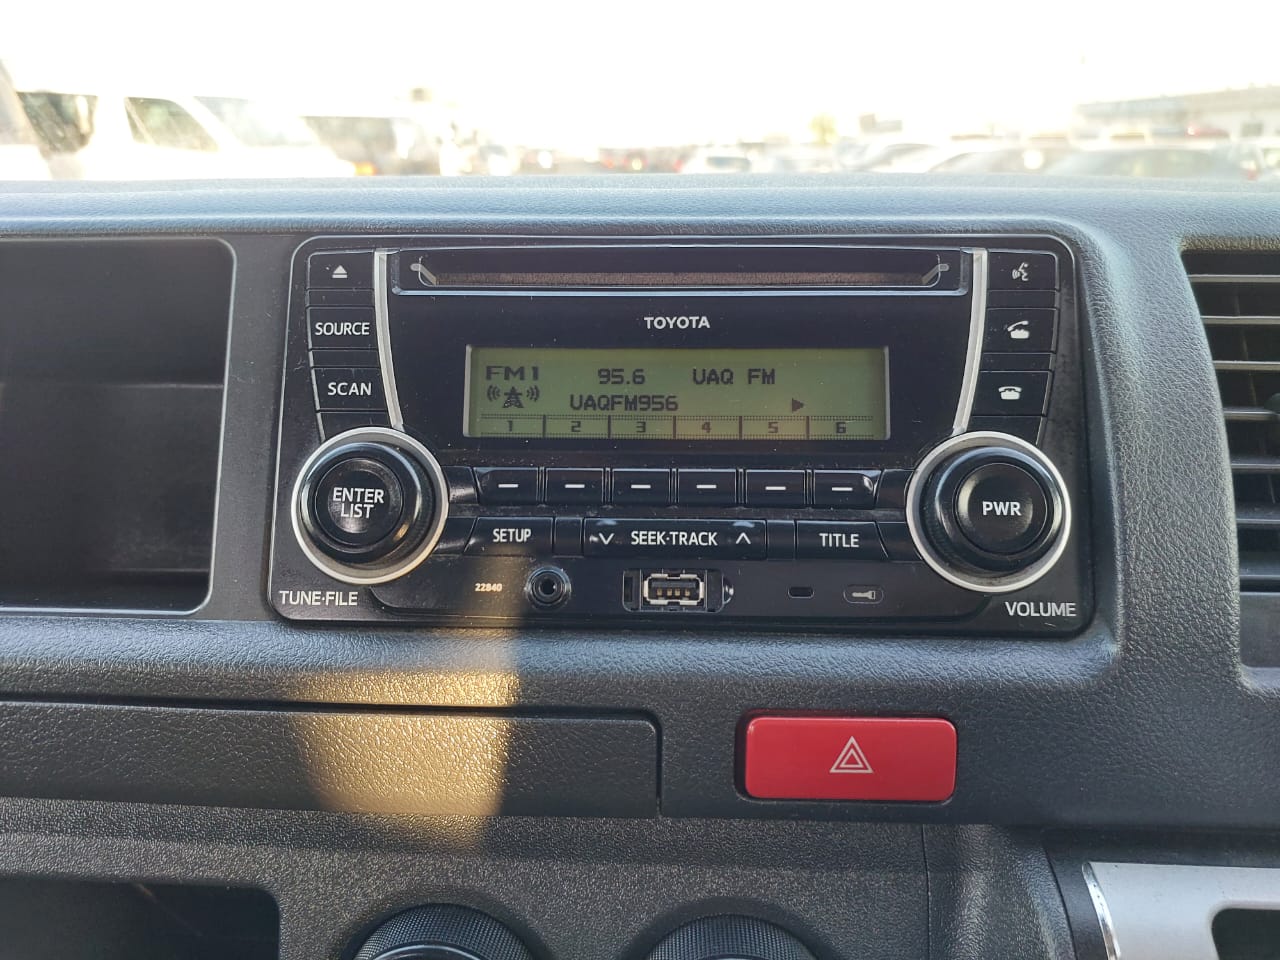 SOURCE
SCAN
TOYOTA
FM1 95.6 UAQ FM
UAQFM956
1 2 3 4 5 6
ENTER
LIST
PWR
SETUP
SEEK·TRACK
TITLE
22840
TUNE·FILE
VOLUME